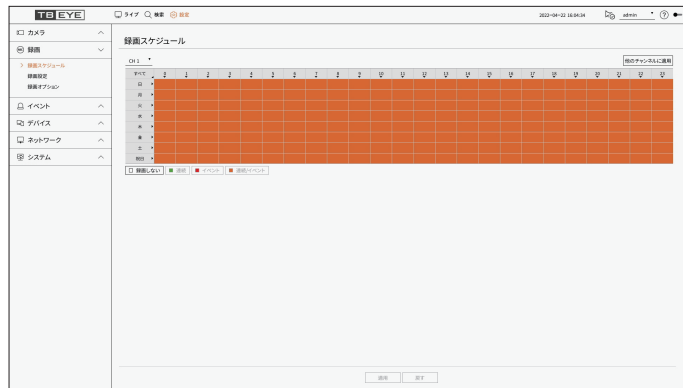 TB EYE
ライブ 検索 設定 2022-04-22 16:04:34 admin
カメラ
録画
録画スケジュール
録画設定
録画オプション
イベント
デバイス
ネットワーク
システム
録画スケジュール
CH 1 他のチャンネルに適用
すべて 0 1 2 3 4 5 6 7 8 9 10 11 12 13 14 15 16 17 18 19 20 21 22 23
日
月
火
水
木
金
土
祝日
録画しない 連続 イベント 連続/イベント
適用 戻す